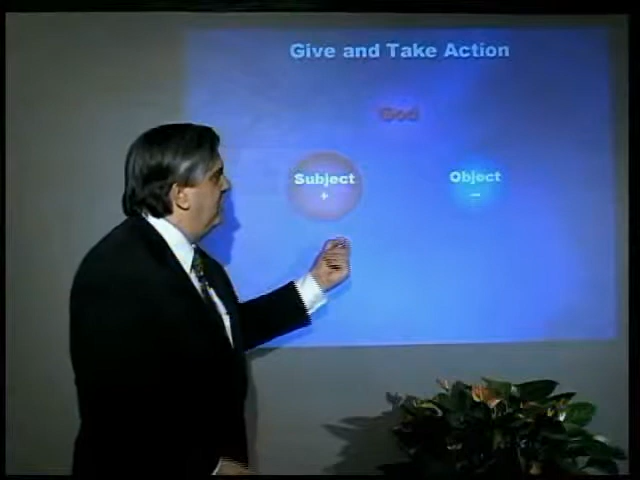 Give and Take Action
God
Subject
+
Object
–